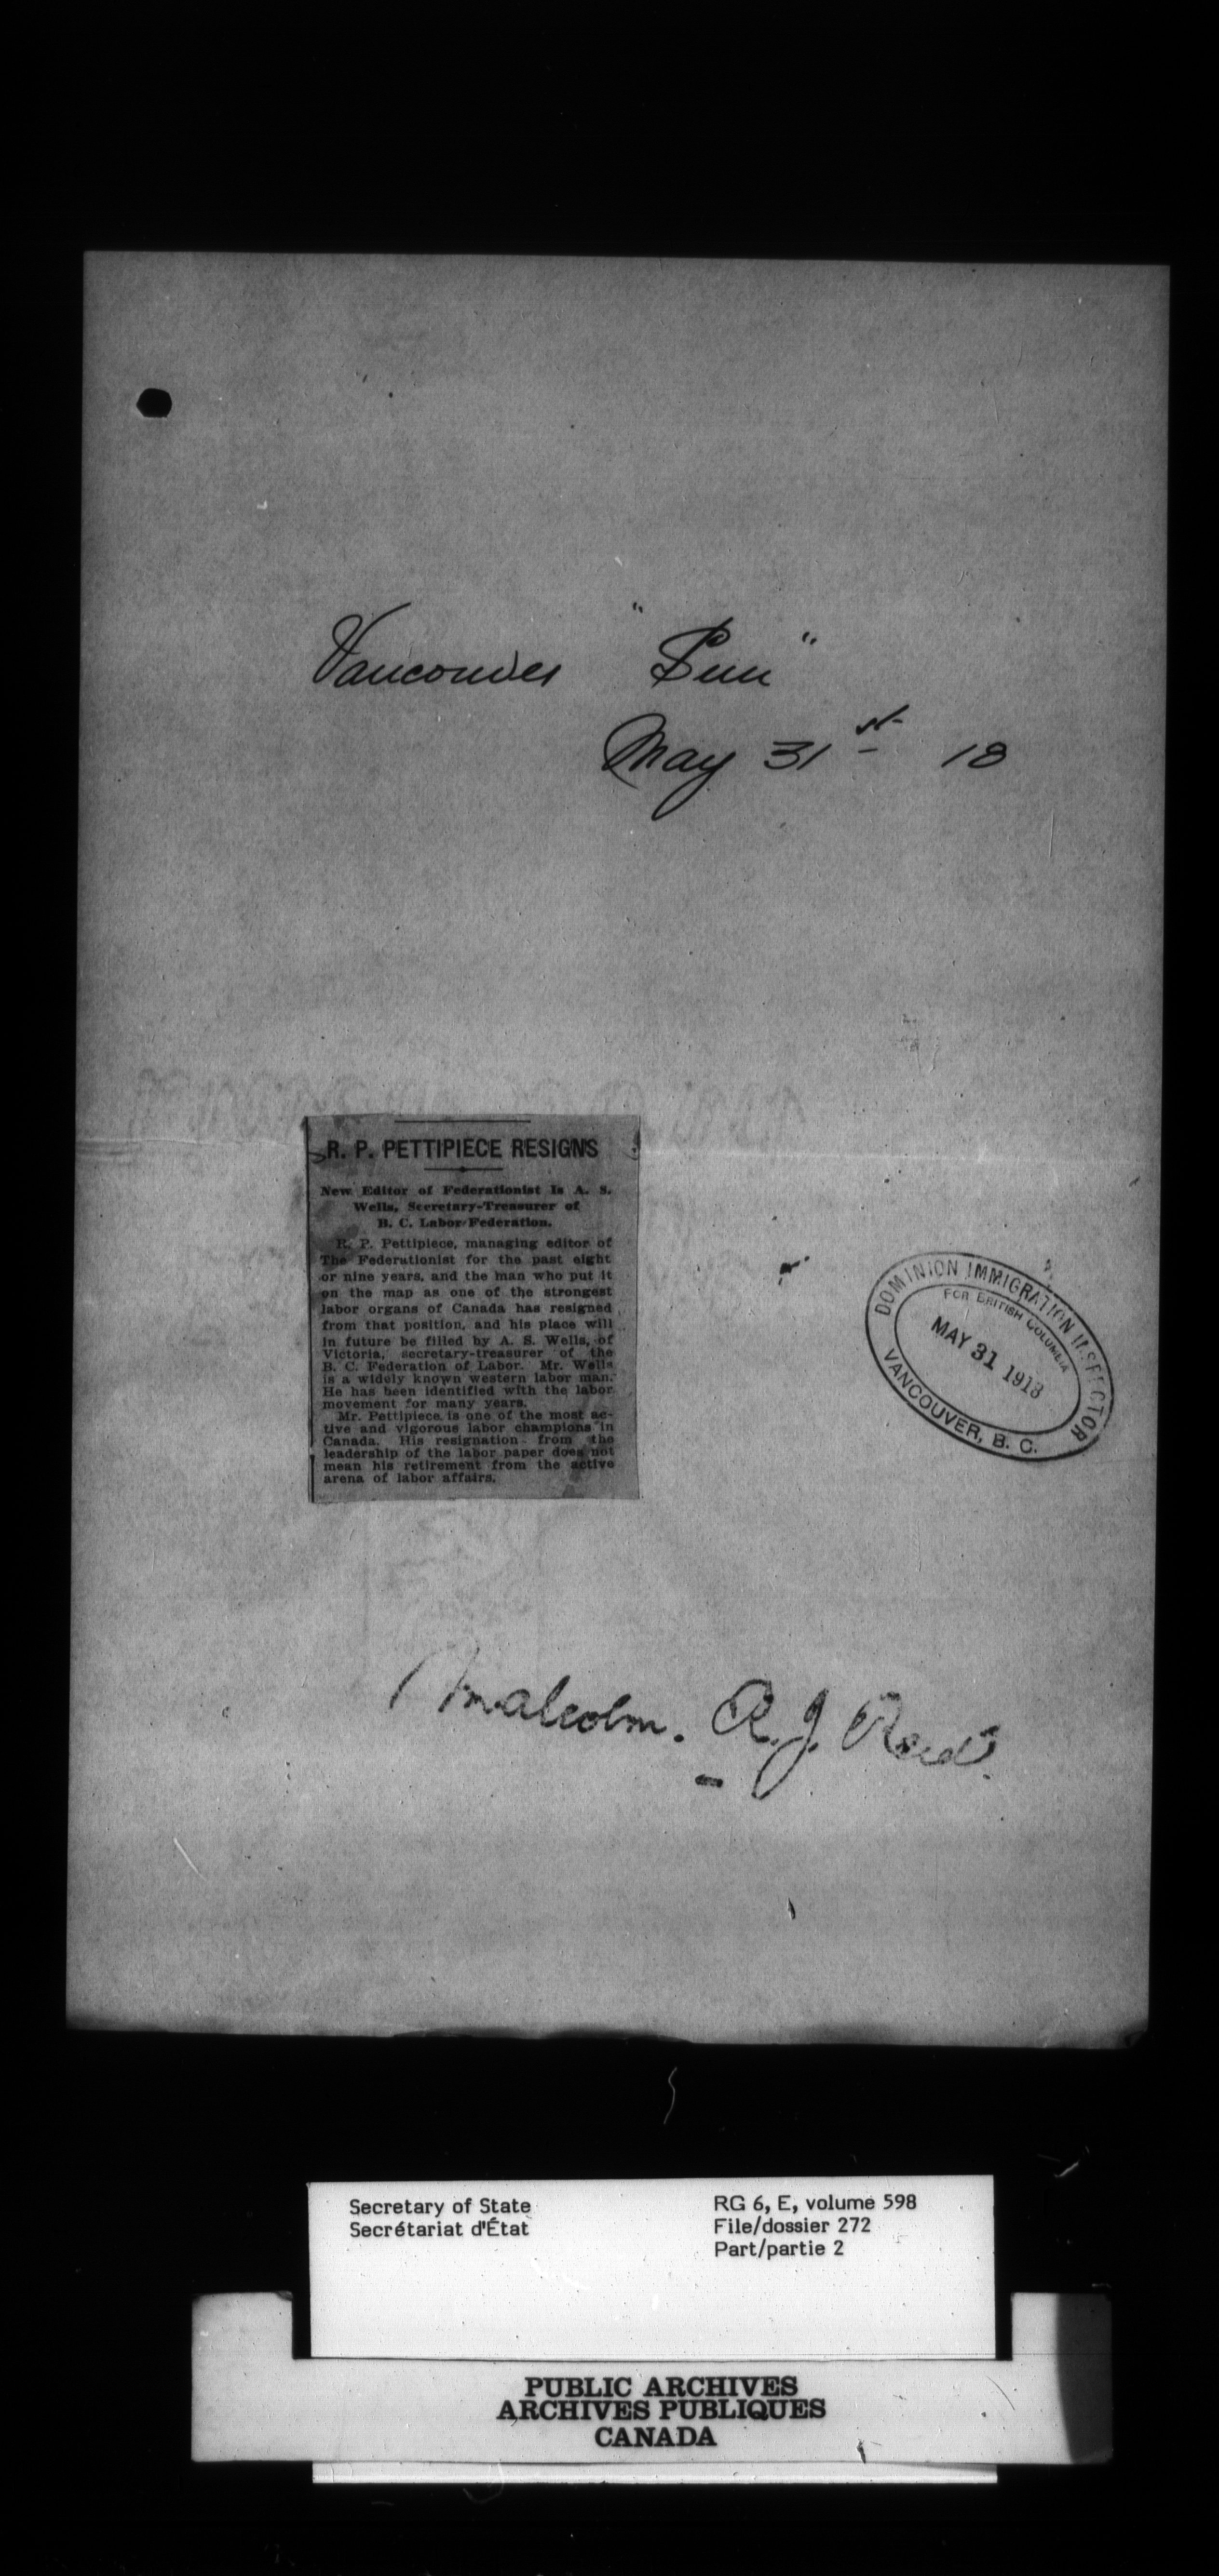 Vancouver "Sun"
May 31st 18
R. P. PETTIPIECE RESIGNS
New Editor of Federationist Is A. S.
Wells, Secretary-Treasurer of
B. C. Labor Federation.
R. P. Pettipiece, managing editor of
The Federationist for the past eight
or nine years, and the man who put it
on the map as one of the strongest
labor organs of Canada has resigned
from that position, and his place will
in future be filled by A. S. Wells, of
Victoria, secretary-treasurer of the
B. C. Federation of Labor. Mr. Wells
is a widely known western labor man.
He has been identified with the labor
movement for many years.
Mr. Pettipiece is one of the most ac-
tive and vigorous labor champions in
Canada. His resignation from the
leadership of the labor paper does not
mean his retirement from the active
arena of labor affairs.
DOMINION IMMIGRATION INSPECTOR
FOR BRITISH COLUMBIA
MAY 31 1918
VANCOUVER, B. C.
Malcolm. R. J. Reid.
Secretary of State
Secrétariat d'État
RG 6, E, volume 598
File/dossier 272
Part/partie 2
PUBLIC ARCHIVES
ARCHIVES PUBLIQUES
CANADA